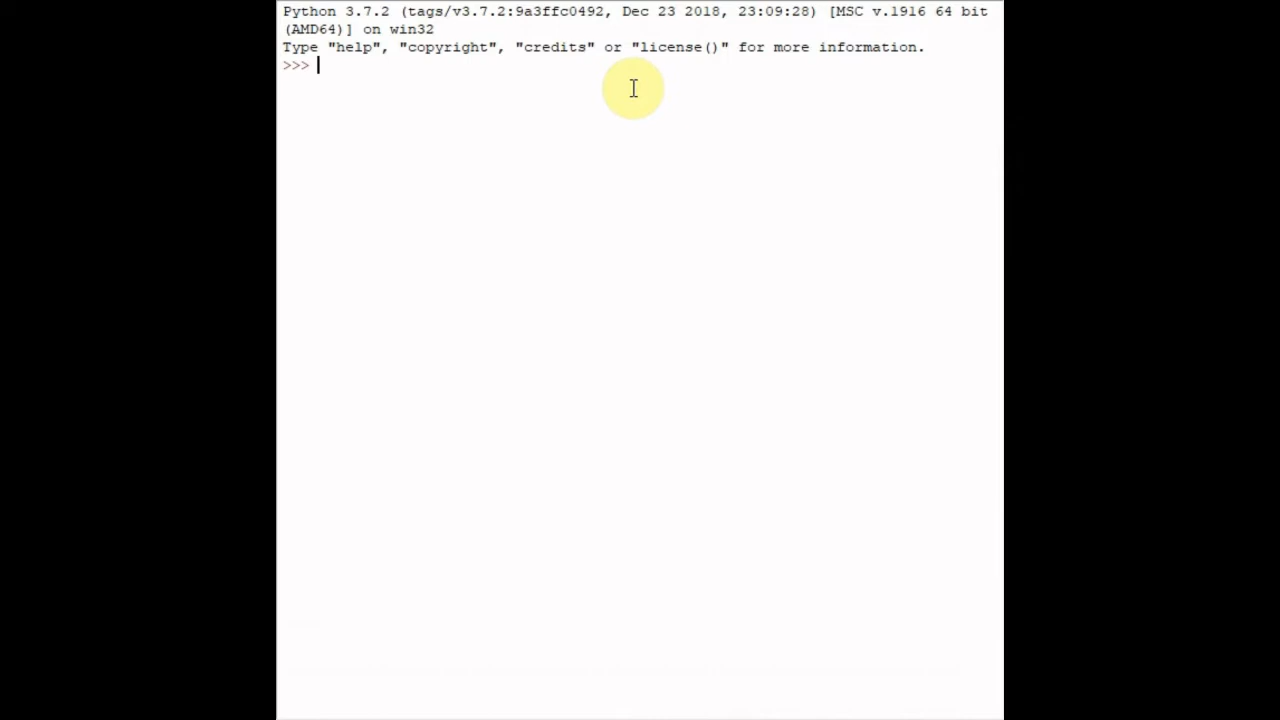 Python 3.7.2 (tags/v3.7.2:9a3ffc0492, Dec 23 2018, 23:09:28) [MSC v.1916 64 bit
(AMD64)] on win32
Type "help", "copyright", "credits" or "license()" for more information.
>>>